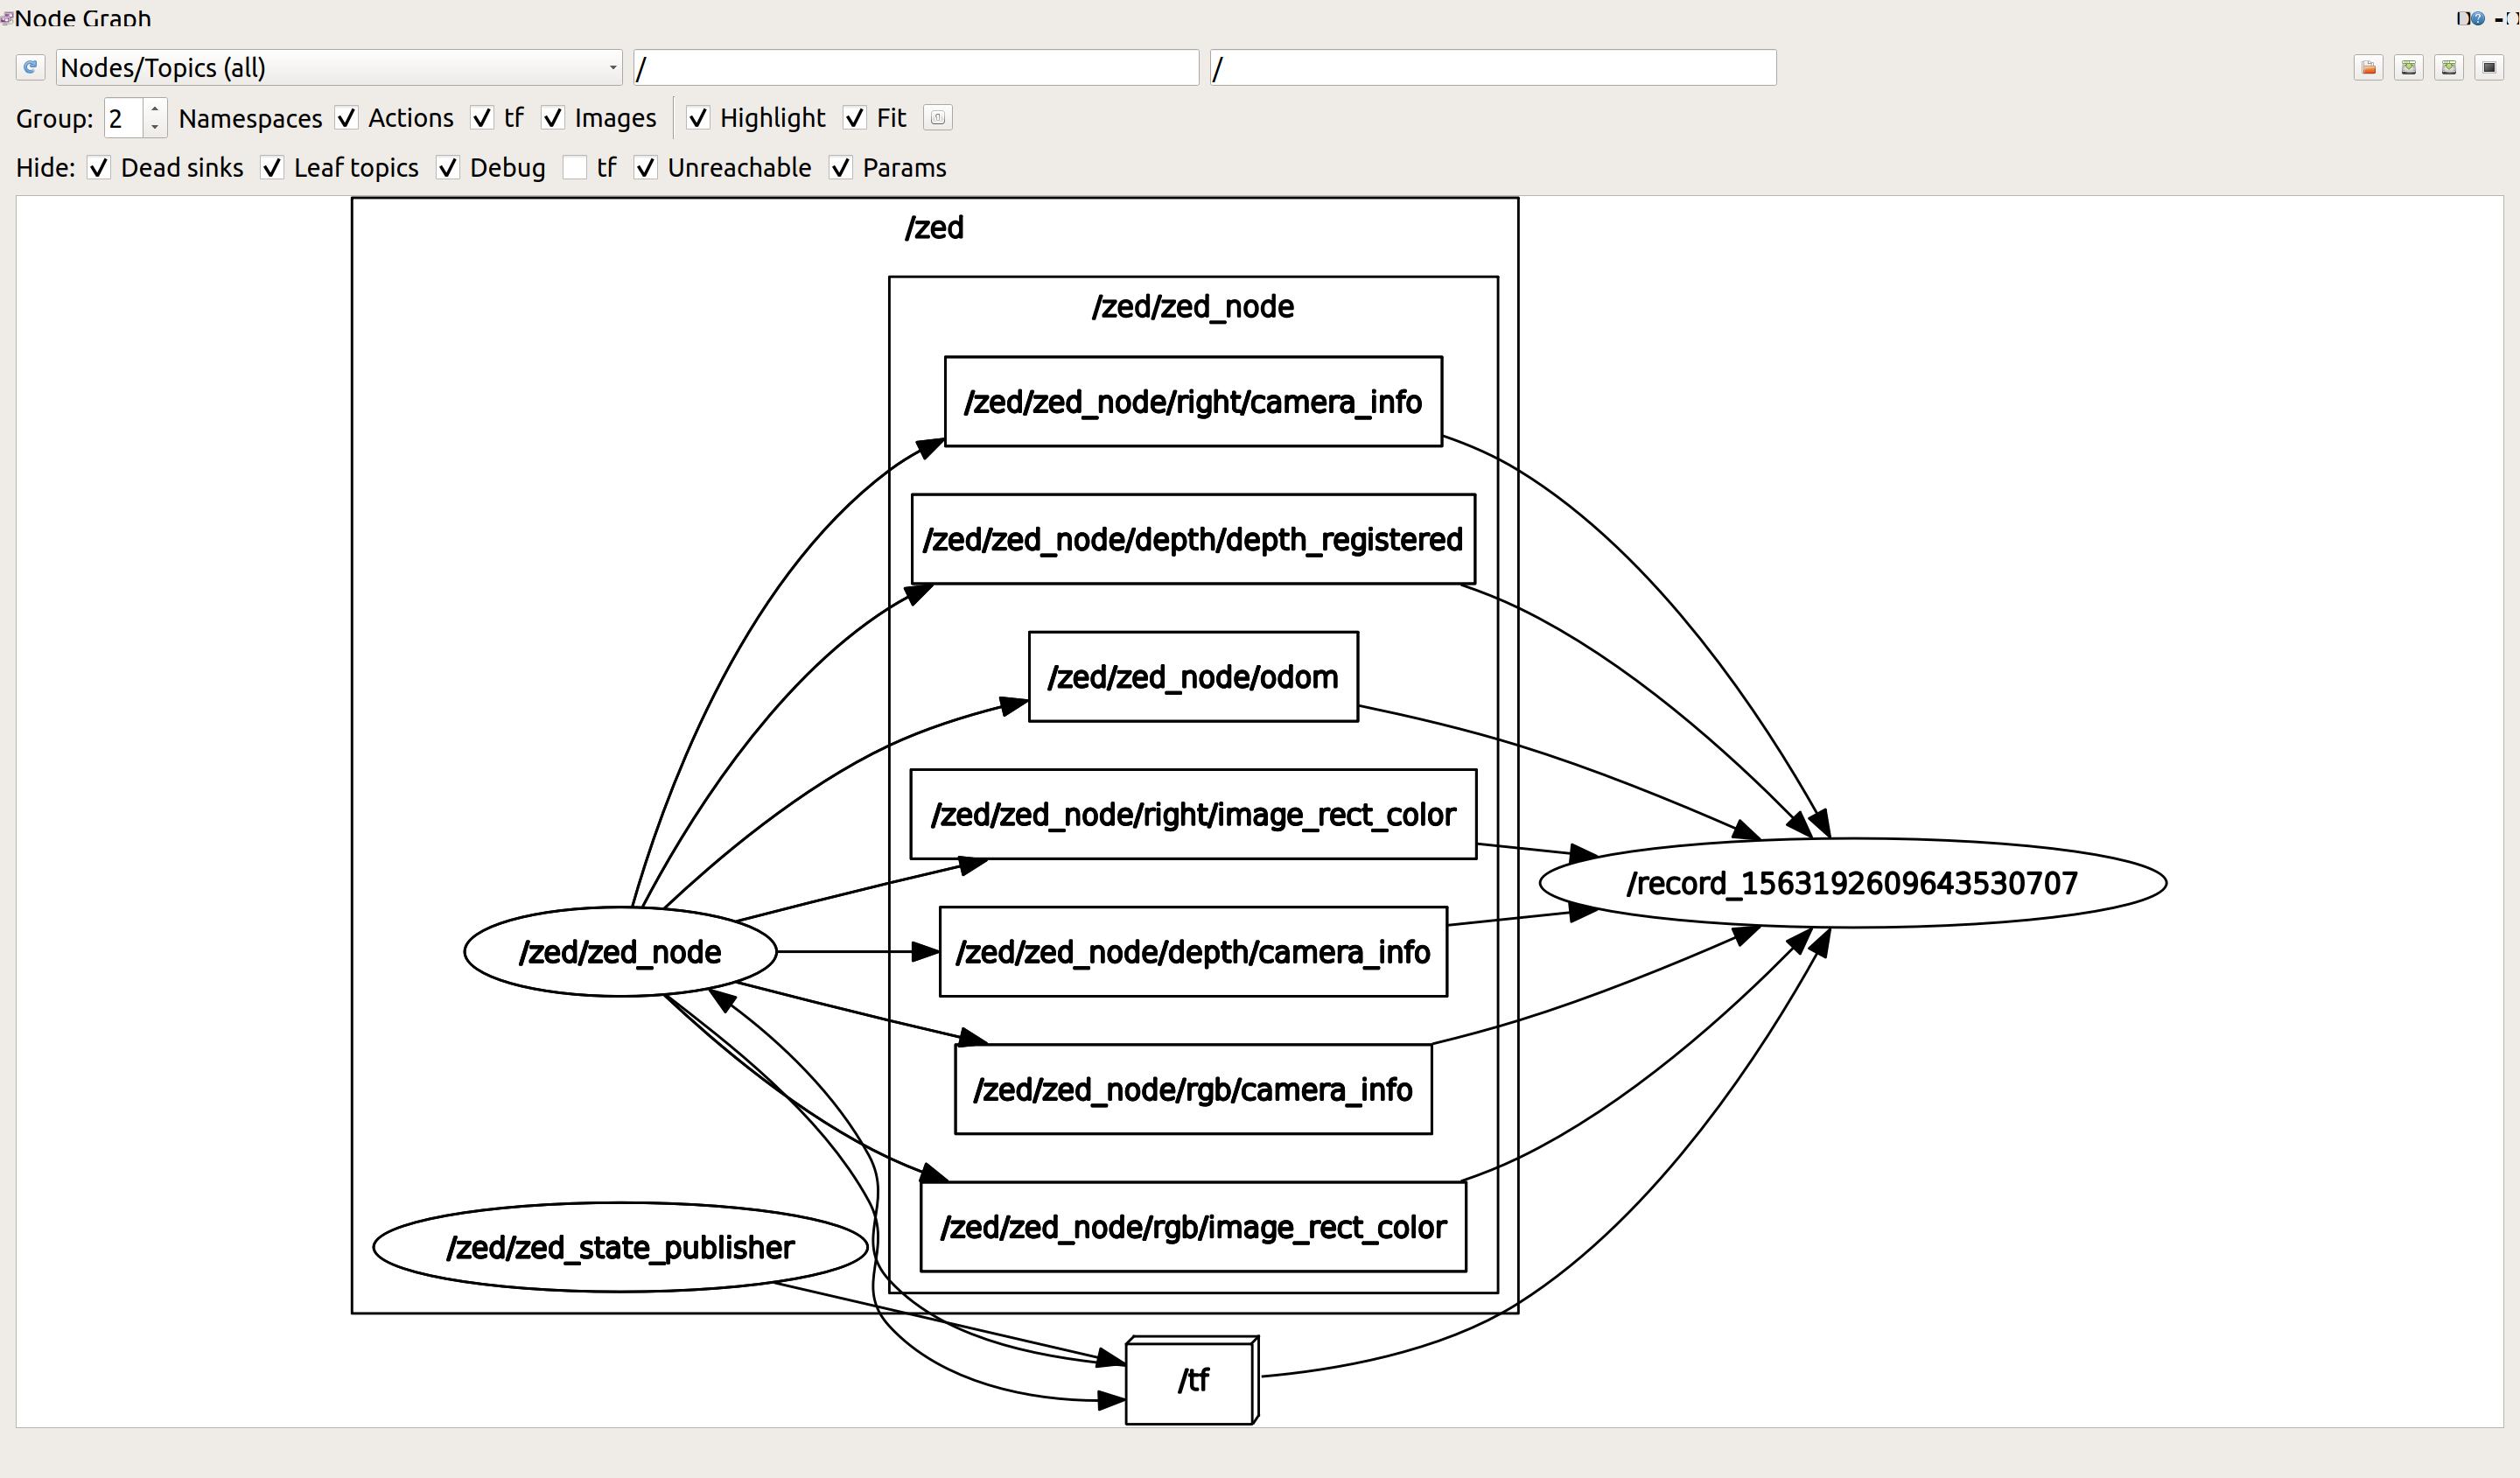 Node Graph
Nodes/Topics (all) / /
Group: 2 Namespaces Actions tf Images Highlight Fit
Hide: Dead sinks Leaf topics Debug tf Unreachable Params
/zed
/zed/zed_node
/zed/zed_node/right/camera_info
/zed/zed_node/depth/depth_registered
/zed/zed_node/odom
/zed/zed_node/right/image_rect_color
/record_1563192609643530707
/zed/zed_node
/zed/zed_node/depth/camera_info
/zed/zed_node/rgb/camera_info
/zed/zed_node/rgb/image_rect_color
/zed/zed_state_publisher
/tf